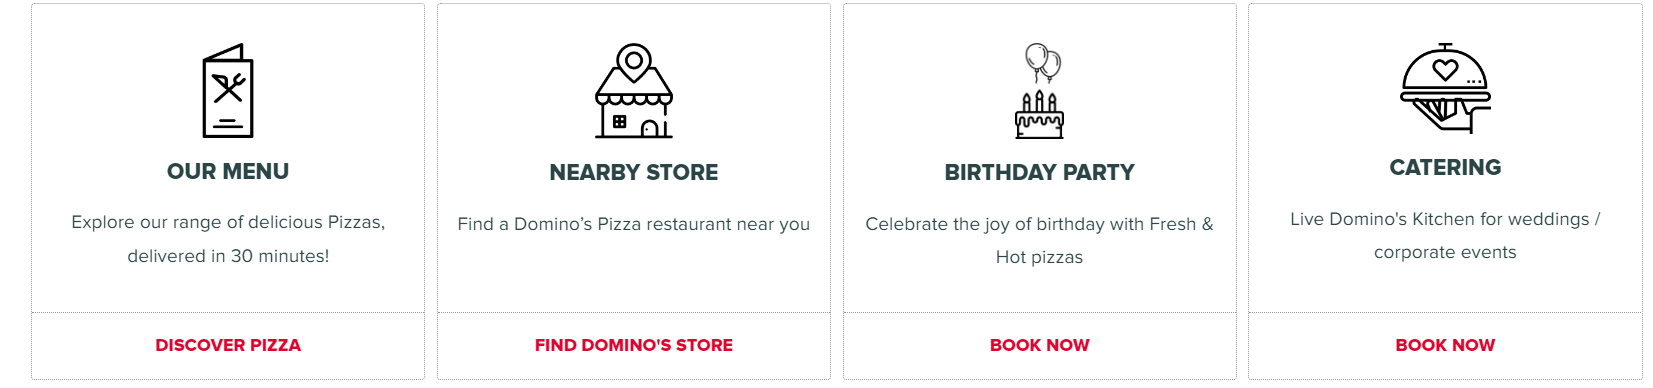 OUR MENU
Explore our range of delicious Pizzas,
delivered in 30 minutes!
DISCOVER PIZZA
NEARBY STORE
Find a Domino’s Pizza restaurant near you
FIND DOMINO'S STORE
BIRTHDAY PARTY
Celebrate the joy of birthday with Fresh &
Hot pizzas
BOOK NOW
CATERING
Live Domino's Kitchen for weddings /
corporate events
BOOK NOW